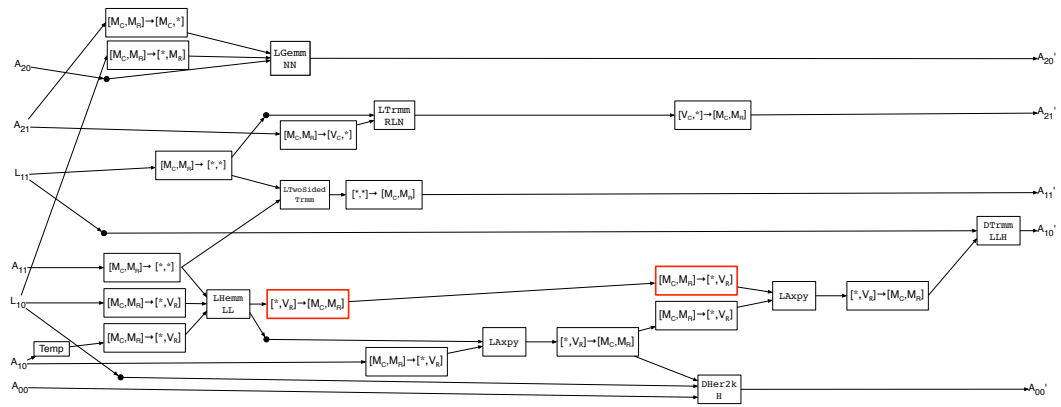 [M_C,M_R]→[M_C,*]
[M_C,M_R]→[*,M_R]
LGemm
NN
A_20
A_20'
A_21
LTrmm
RLN
[M_C,M_R]→[V_C,*]
[V_C,*]→[M_C,M_R]
A_21'
[M_C,M_R]→ [*,*]
L_11
LTwoSided
Trmm
[*,*]→ [M_C,M_R]
A_11'
DTrmm
LLH
A_10'
A_11
[M_C,M_R]→ [*,*]
L_10
[M_C,M_R]→[*,V_R]
LHemm
LL
[*,V_R]→[M_C,M_R]
[M_C,M_R]→[*,V_R]
LAxpy
[*,V_R]→[M_C,M_R]
[M_C,M_R]→[*,V_R]
Temp
[M_C,M_R]→[*,V_R]
LAxpy
[*,V_R]→[M_C,M_R]
A_10
[M_C,M_R]→[*,V_R]
A_00
DHer2k
H
A_00'